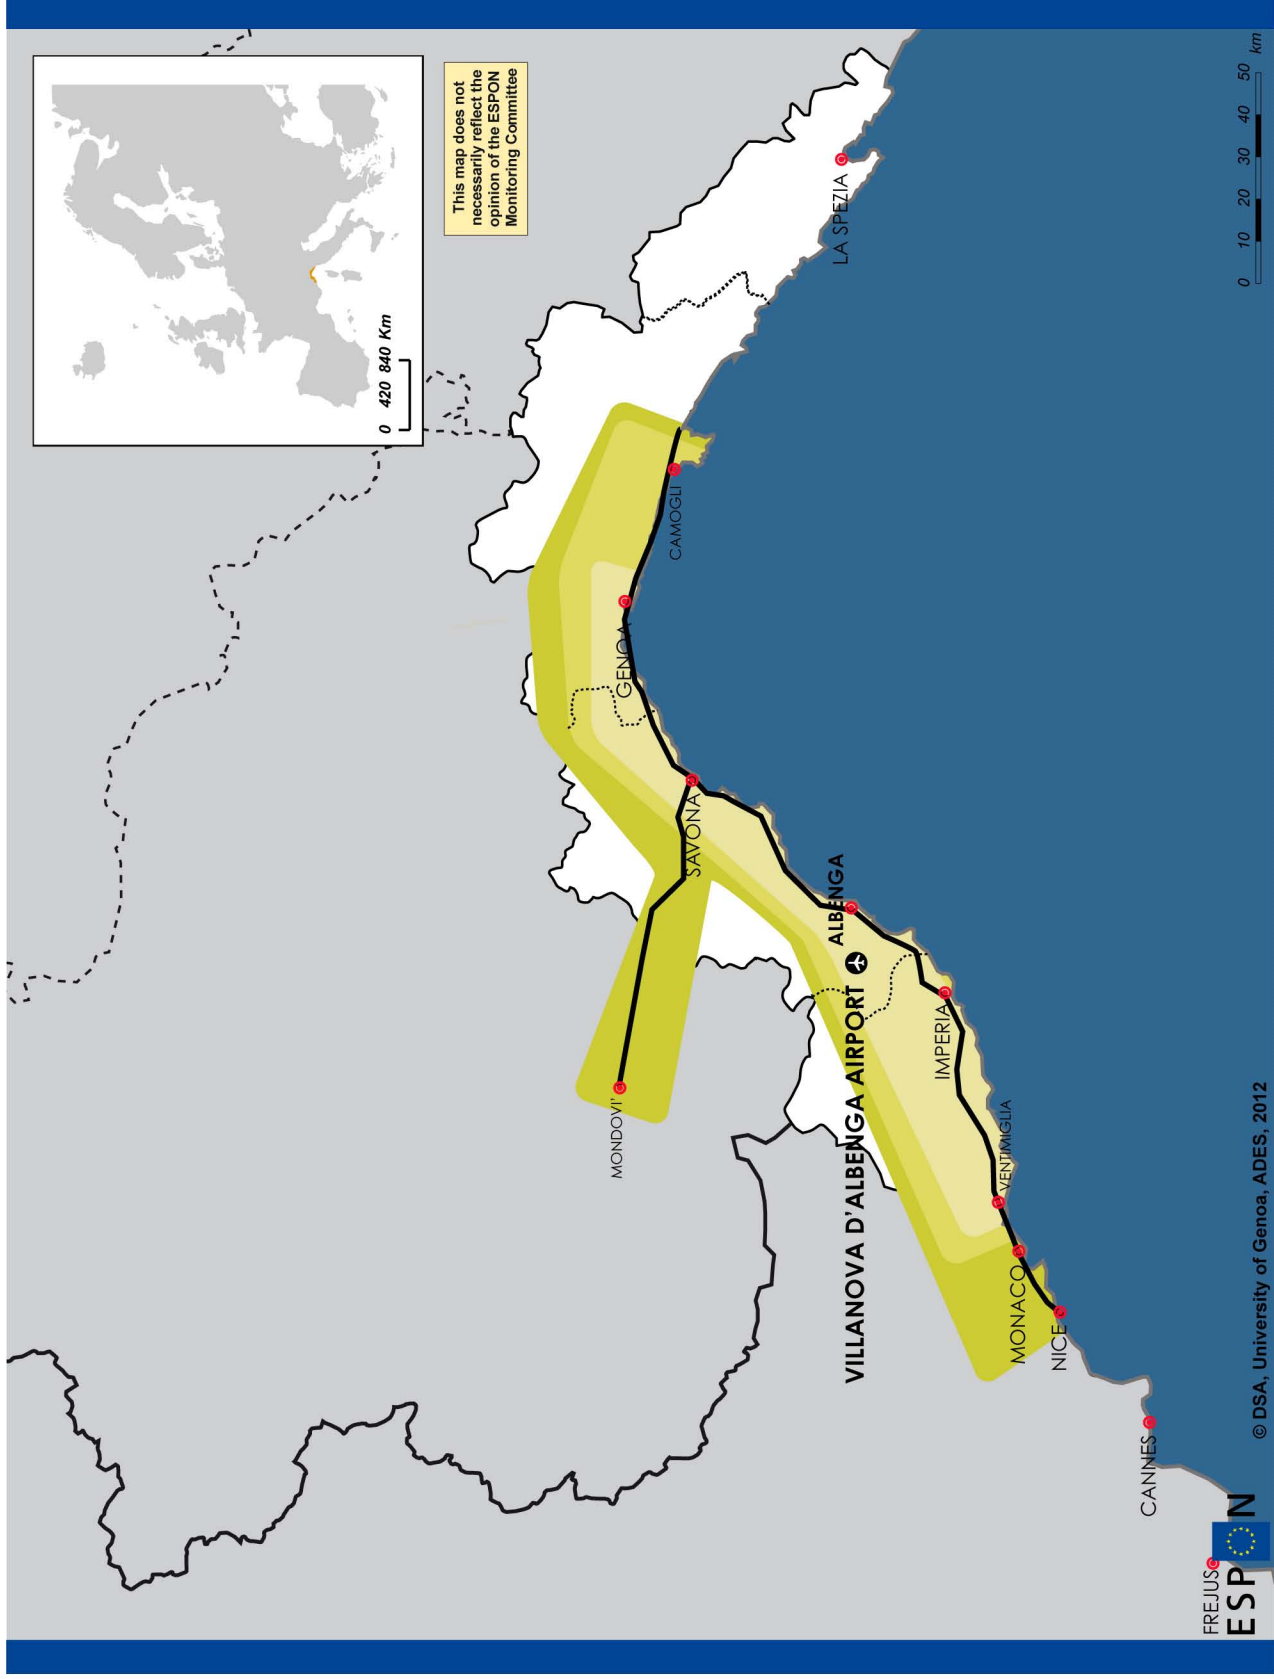 0 420 840 Km
This map does not
necessarily reflect the
opinion of the ESPON
Monitoring Committee
LA SPEZIA
CAMOGLI
GENOA
SAVONA
MONDOVI'
ALBENGA
VILLANOVA D'ALBENGA AIRPORT
IMPERIA
VENTIMIGLIA
MONACO
NICE
CANNES
FREJUS
ESPON
© DSA, University of Genoa, ADES, 2012
0 10 20 30 40 50 km